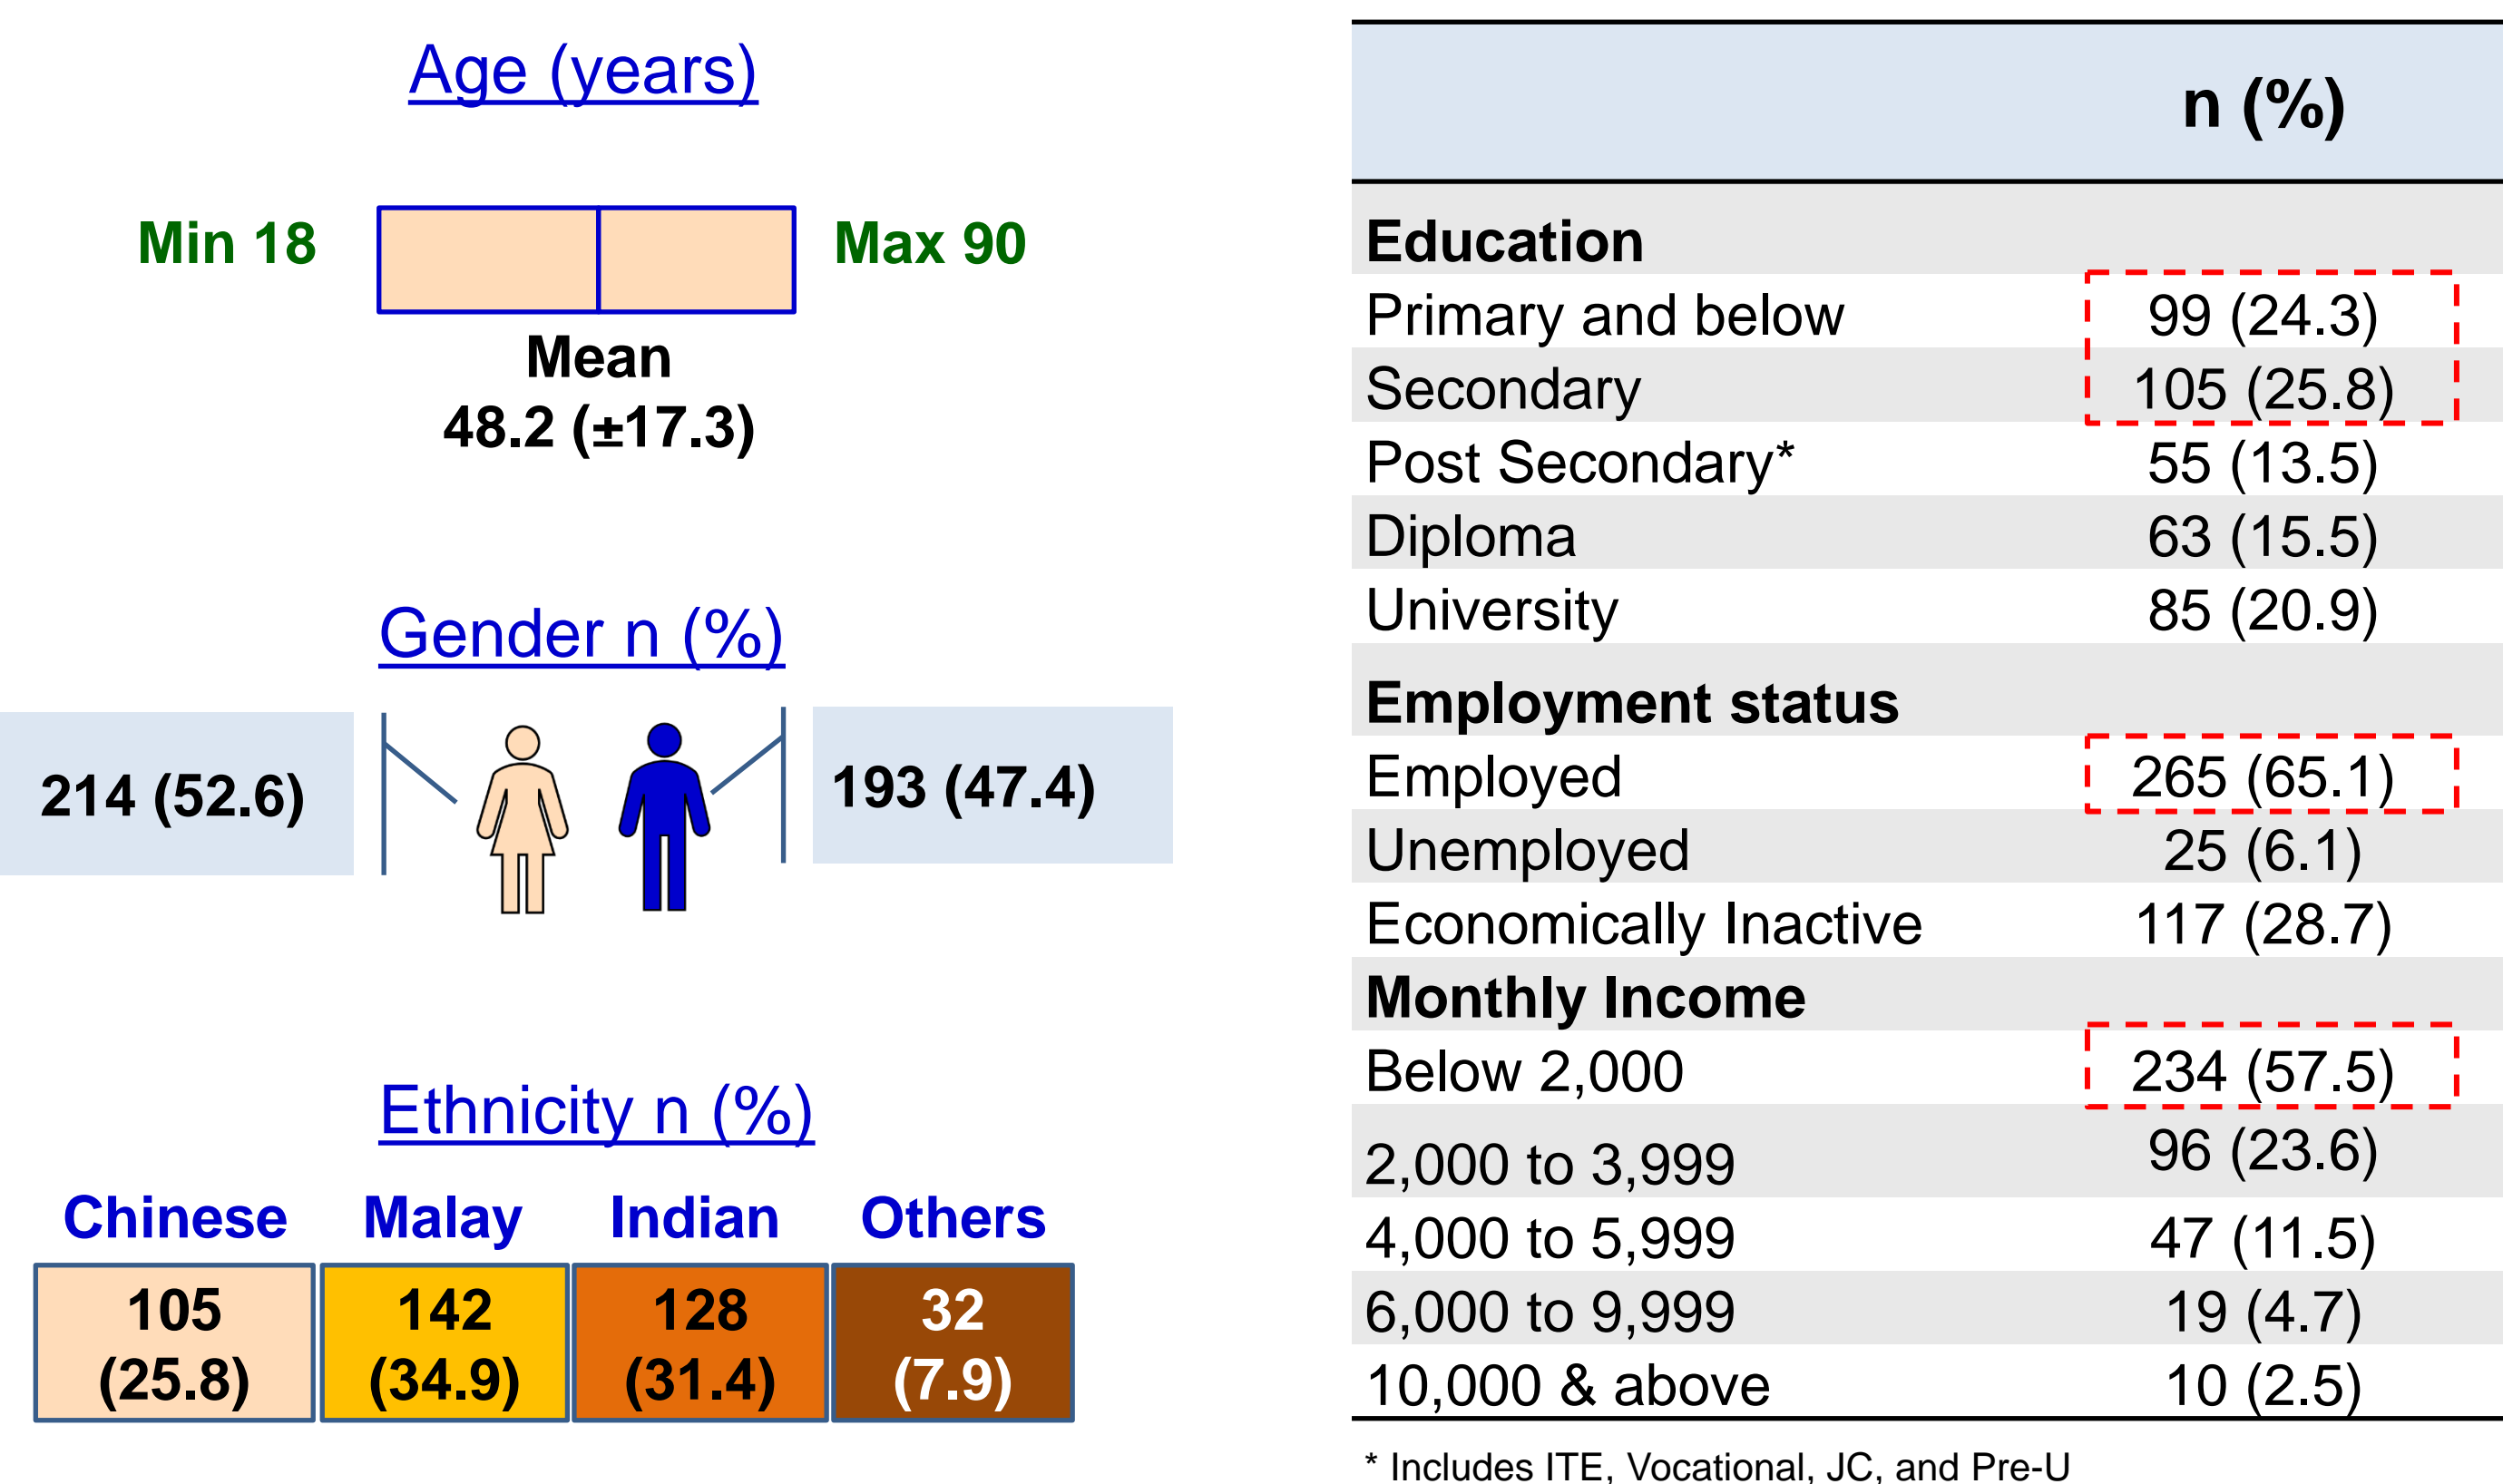 Age (years)
Min 18
Max 90
Mean
48.2 (±17.3)
Gender n (%)
214 (52.6)
193 (47.4)
Ethnicity n (%)
Chinese Malay Indian Others
105 142 128 32
(25.8) (34.9) (31.4) (7.9)
n (%)
Education
Primary and below 99 (24.3)
Secondary 105 (25.8)
Post Secondary* 55 (13.5)
Diploma 63 (15.5)
University 85 (20.9)
Employment status
Employed 265 (65.1)
Unemployed 25 (6.1)
Economically Inactive 117 (28.7)
Monthly Income
Below 2,000 234 (57.5)
2,000 to 3,999 96 (23.6)
4,000 to 5,999 47 (11.5)
6,000 to 9,999 19 (4.7)
10,000 & above 10 (2.5)
* Includes ITE, Vocational, JC, and Pre-U